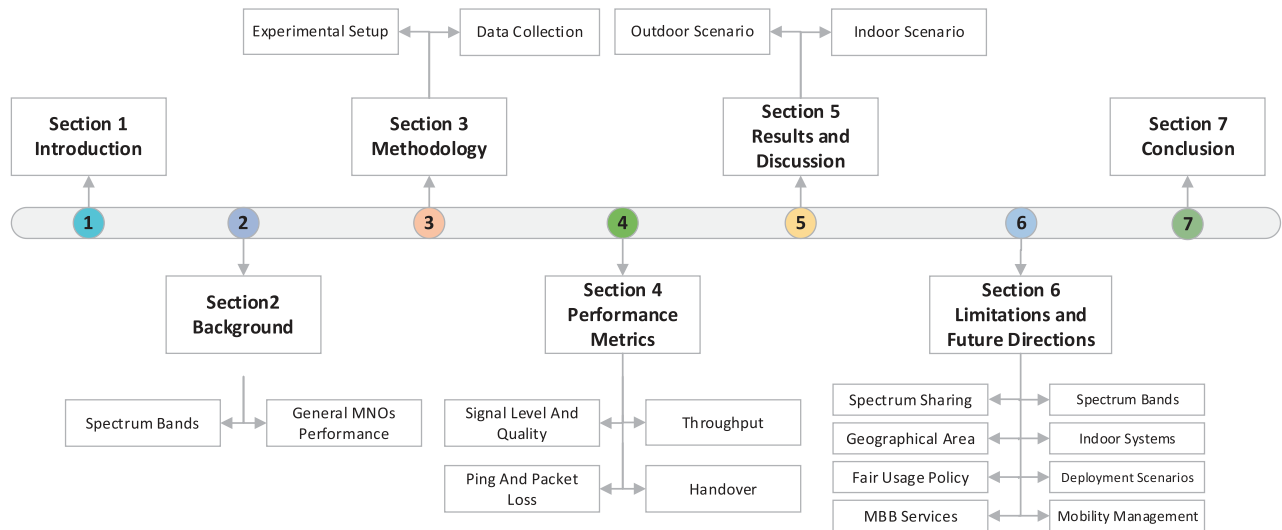 Experimental Setup
Data Collection
Outdoor Scenario
Indoor Scenario
Section 1
Introduction
Section 3
Methodology
Section 5
Results and
Discussion
Section 7
Conclusion
1
2
3
4
5
6
7
Section2
Background
Section 4
Performance
Metrics
Section 6
Limitations and
Future Directions
Spectrum Bands
General MNOs
Performance
Signal Level And
Quality
Throughput
Ping And Packet
Loss
Handover
Spectrum Sharing
Spectrum Bands
Geographical Area
Indoor Systems
Fair Usage Policy
Deployment Scenarios
MBB Services
Mobility Management